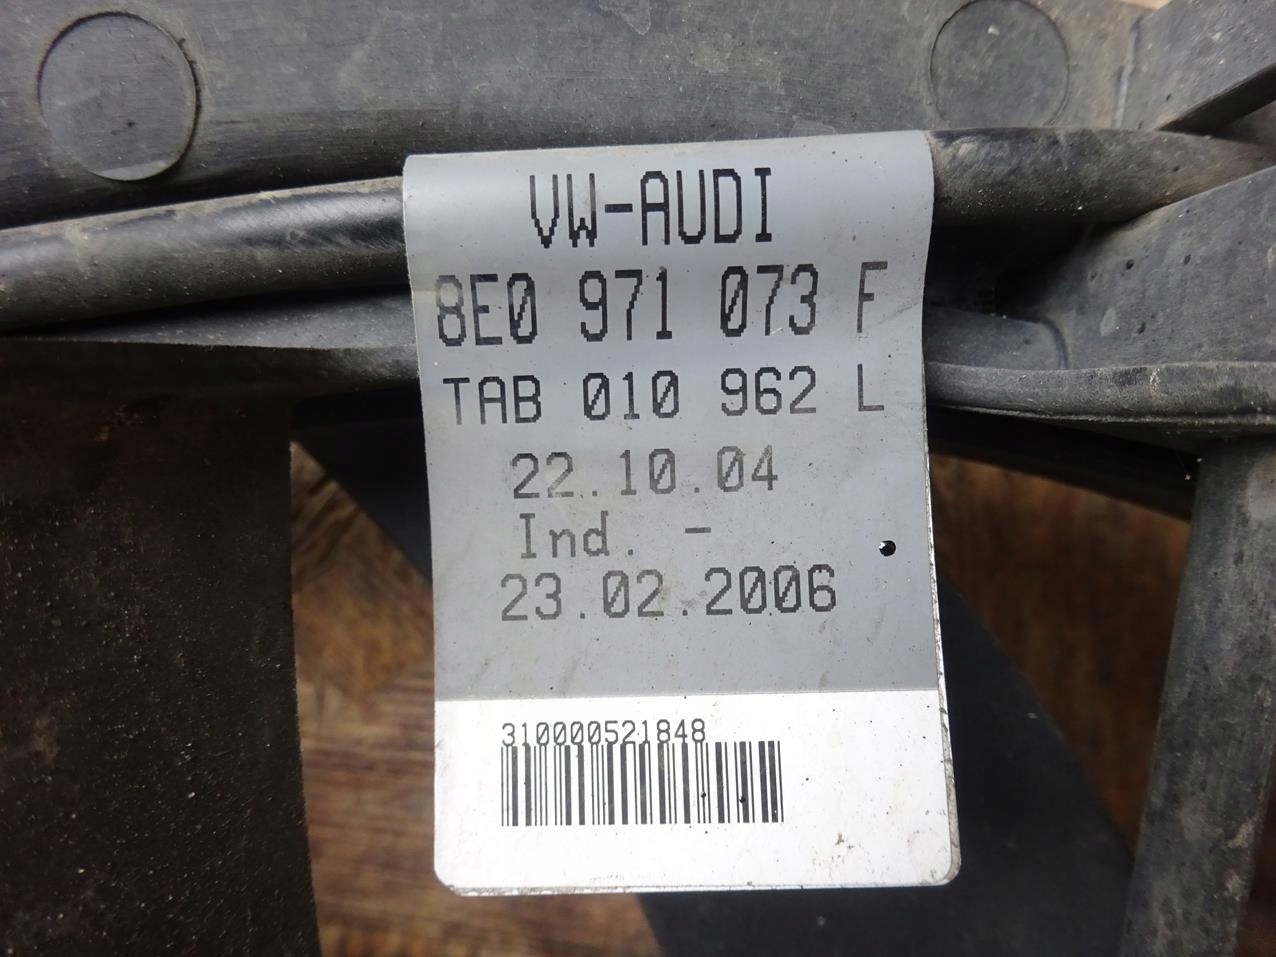 VW-AUDI
8E0 971 073 F
TAB 010 962 L
22.10.04
Ind. -
23.02.2006
310000521848